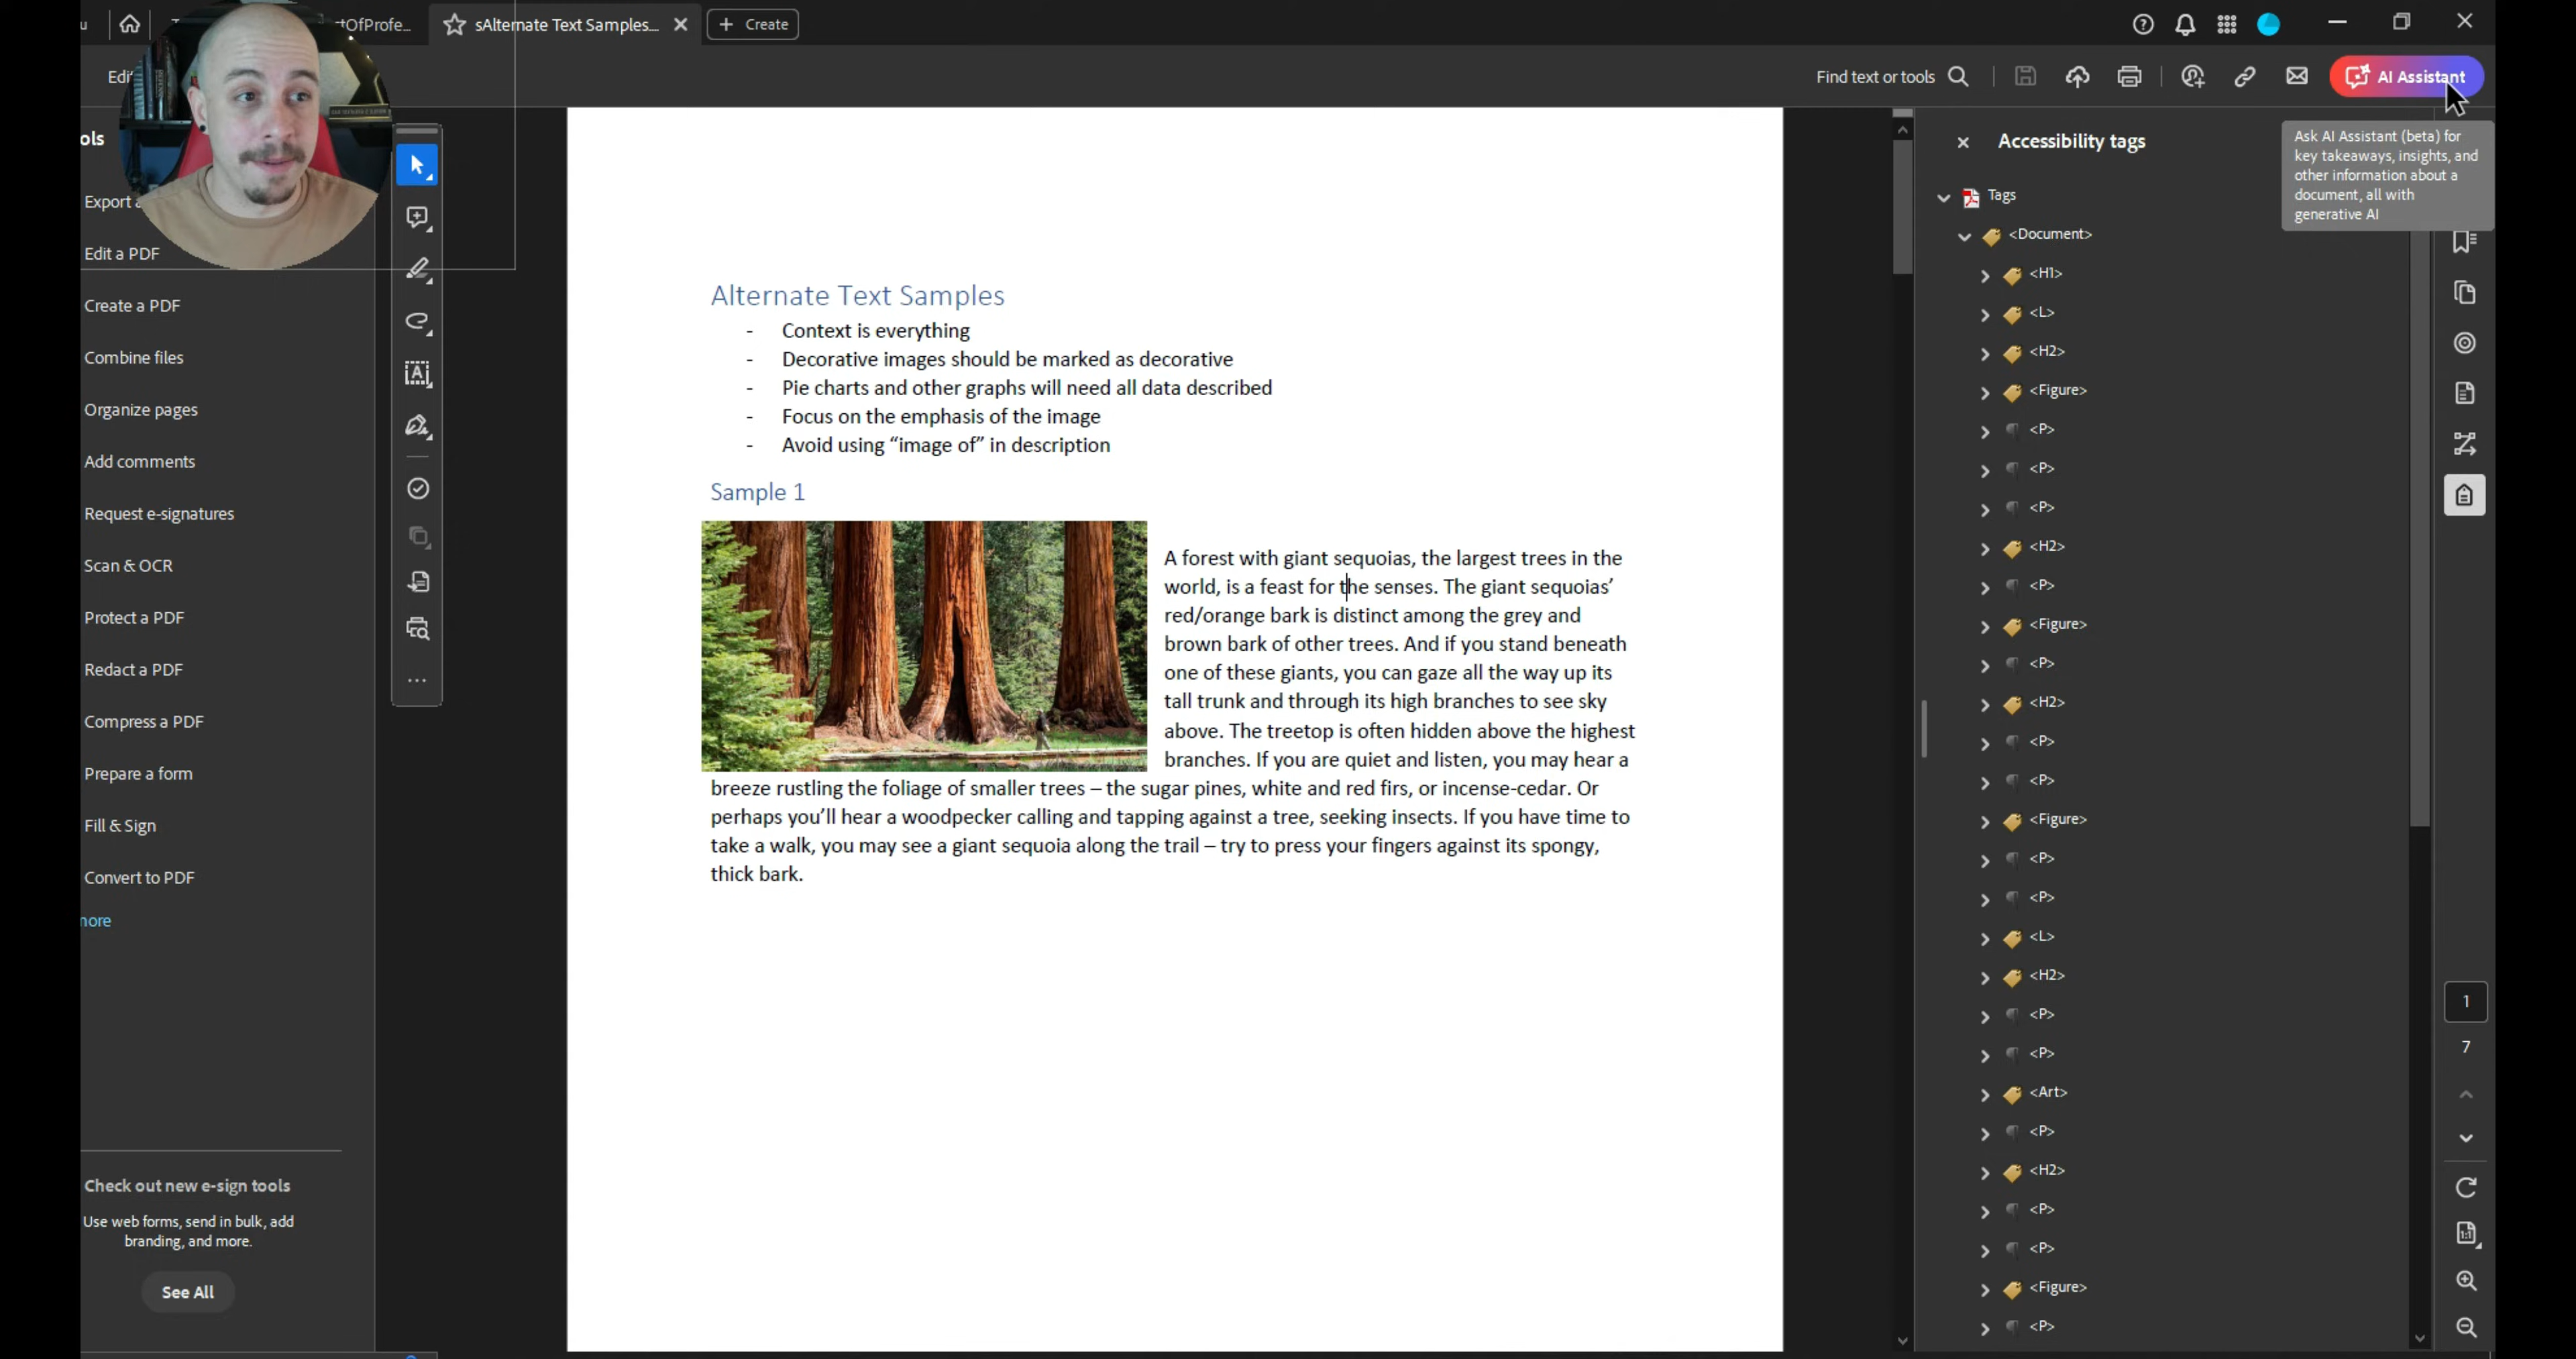 tOfProfe...
sAlternate Text Samples...
Create
Edi
Find text or tools
AI Assistant
Ask AI Assistant (beta) for
key takeaways, insights, and
other information about a
document, all with
generative AI
ols
Export a
Edit a PDF
Create a PDF
Combine files
Organize pages
Add comments
Request e-signatures
Scan & OCR
Protect a PDF
Redact a PDF
Compress a PDF
Prepare a form
Fill & Sign
Convert to PDF
more
Check out new e-sign tools
Use web forms, send in bulk, add
branding, and more.
See All
Alternate Text Samples
- Context is everything
- Decorative images should be marked as decorative
- Pie charts and other graphs will need all data described
- Focus on the emphasis of the image
- Avoid using “image of” in description
Sample 1
A forest with giant sequoias, the largest trees in the
world, is a feast for the senses. The giant sequoias’
red/orange bark is distinct among the grey and
brown bark of other trees. And if you stand beneath
one of these giants, you can gaze all the way up its
tall trunk and through its high branches to see sky
above. The treetop is often hidden above the highest
branches. If you are quiet and listen, you may hear a
breeze rustling the foliage of smaller trees – the sugar pines, white and red firs, or incense-cedar. Or
perhaps you’ll hear a woodpecker calling and tapping against a tree, seeking insects. If you have time to
take a walk, you may see a giant sequoia along the trail – try to press your fingers against its spongy,
thick bark.
Accessibility tags
Tags
<Document>
<H1>
<L>
<H2>
<Figure>
<P>
<P>
<P>
<H2>
<P>
<Figure>
<P>
<H2>
<P>
<P>
<Figure>
<P>
<P>
<L>
<H2>
<P>
<P>
<Art>
<P>
<H2>
<P>
<P>
<Figure>
<P>
1
7